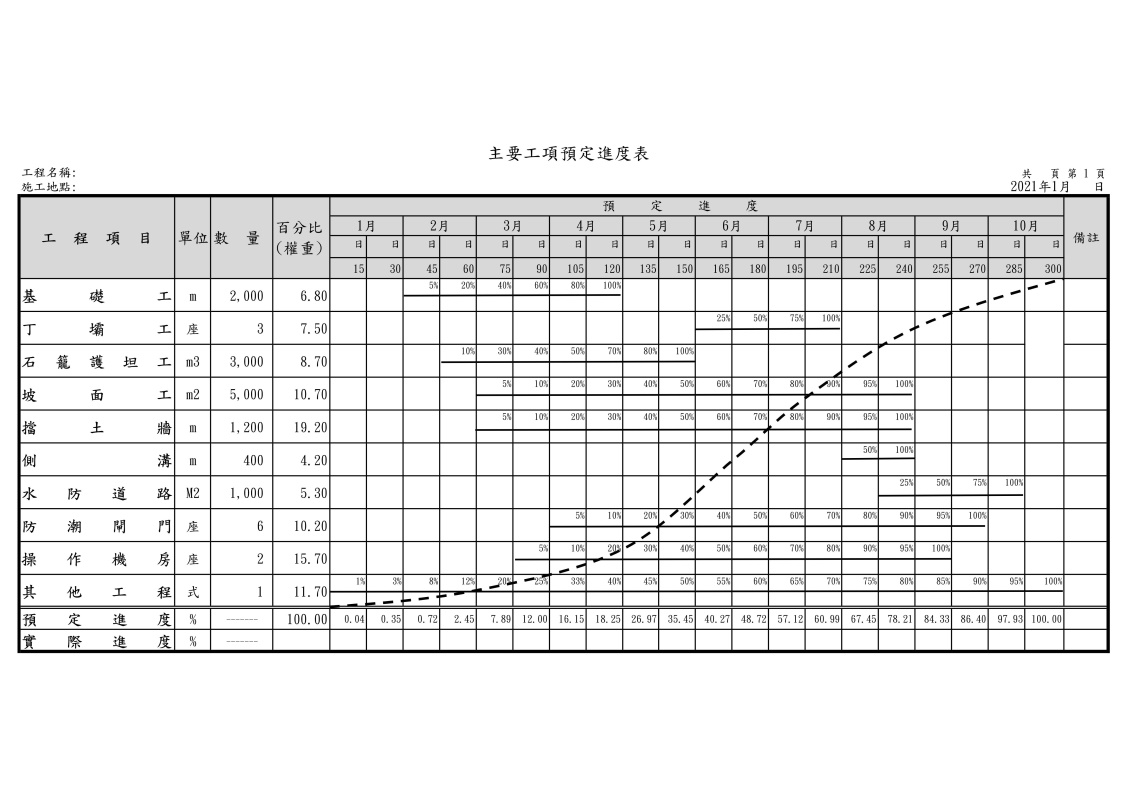 主要工項預定進度表
工程名稱:
共 頁 第 1 頁
施工地點:
2021年1月 日
工 程 項 目 單位 數 量 百分比 (權重) 預 定 進 度 備註
1月 2月 3月 4月 5月 6月 7月 8月 9月 10月
日 日 日 日 日 日 日 日 日 日 日 日 日 日 日 日 日 日 日 日
15 30 45 60 75 90 105 120 135 150 165 180 195 210 225 240 255 270 285 300
基 礎 工 m 2,000 6.80 5% 20% 40% 60% 80% 100%
丁 壩 工 座 3 7.50 25% 50% 75% 100%
石 籠 護 坦 工 m3 3,000 8.70 10% 30% 40% 50% 70% 80% 100%
坡 面 工 m2 5,000 10.70 5% 10% 20% 30% 40% 50% 60% 70% 80% 90% 95% 100%
擋 土 牆 m 1,200 19.20 5% 10% 20% 30% 40% 50% 60% 70% 80% 90% 95% 100%
側 溝 m 400 4.20 50% 100%
水 防 道 路 M2 1,000 5.30 25% 50% 75% 100%
防 潮 閘 門 座 6 10.20 5% 10% 20% 30% 40% 50% 60% 70% 80% 90% 95% 100%
操 作 機 房 座 2 15.70 5% 10% 20% 30% 40% 50% 60% 70% 80% 90% 95% 100%
其 他 工 程 式 1 11.70 1% 3% 8% 12% 20% 25% 33% 40% 45% 50% 55% 60% 65% 70% 75% 80% 85% 90% 95% 100%
預 定 進 度 % ------- 100.00 0.04 0.35 0.72 2.45 7.89 12.00 16.15 18.25 26.97 35.45 40.27 48.72 57.12 60.99 67.45 78.21 84.33 86.40 97.93 100.00
實 際 進 度 % -------